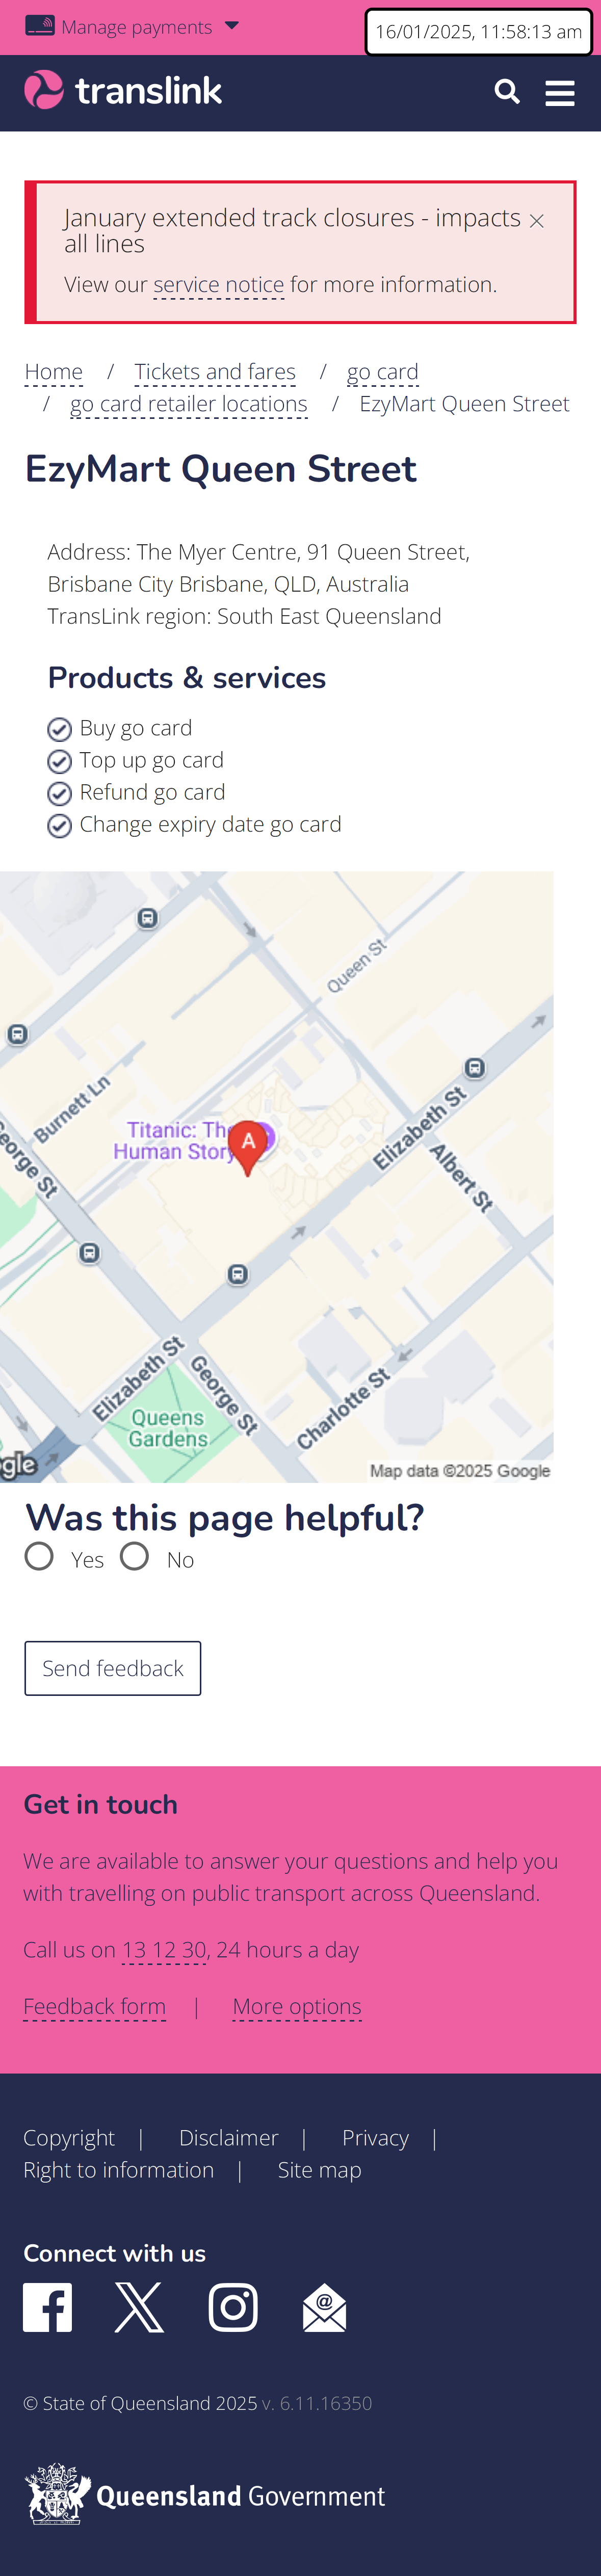 Manage payments
16/01/2025, 11:58:13 am
translink
January extended track closures - impacts
all lines
View our service notice for more information.
Home / Tickets and fares / go card
/ go card retailer locations / EzyMart Queen Street
EzyMart Queen Street
Address: The Myer Centre, 91 Queen Street,
Brisbane City Brisbane, QLD, Australia
TransLink region: South East Queensland
Products & services
Buy go card
Top up go card
Refund go card
Change expiry date go card
Queen St
Burnett Ln
Titanic: The
Human Story
A
Elizabeth St
Albert St
eorge St
Elizabeth St
George St
Charlotte St
Queens
Gardens
gle
Map data ©2025 Google
Was this page helpful?
Yes No
Send feedback
Get in touch
We are available to answer your questions and help you
with travelling on public transport across Queensland.
Call us on 13 12 30, 24 hours a day
Feedback form | More options
Copyright | Disclaimer | Privacy |
Right to information | Site map
Connect with us
© State of Queensland 2025 v. 6.11.16350
Queensland Government